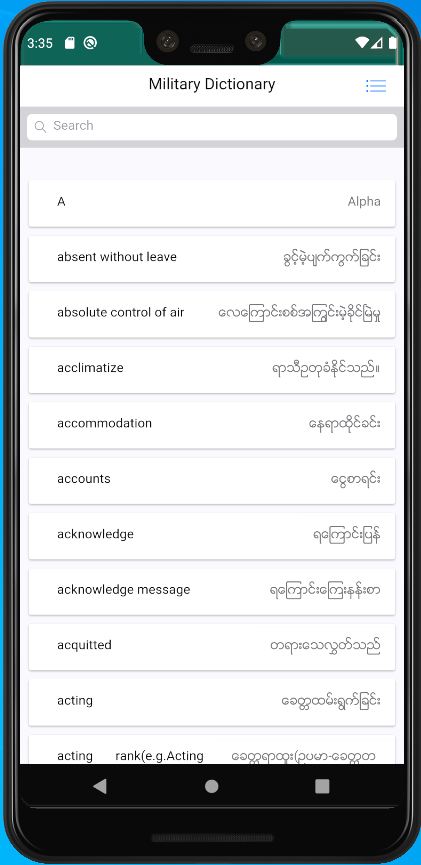 3:35
Military Dictionary
Search
A Alpha
absent without leave ခွင့်မဲ့ပျက်ကွက်ခြင်း
absolute control of air လေကြောင်းစစ်အကြွင်းမဲ့ခိုင်မြဲမှု
acclimatize ရာသီဥတုခံနိုင်သည်။
accommodation နေရာထိုင်ခင်း
accounts ငွေစာရင်း
acknowledge ရကြောင်းပြန်
acknowledge message ရကြောင်းကြေးနန်းစာ
acquitted တရားသေလွှတ်သည်
acting ခေတ္တထမ်းရွက်ခြင်း
acting rank(e.g.Acting ခေတ္တရာထူး(ဥပမာ-ခေတ္တတ